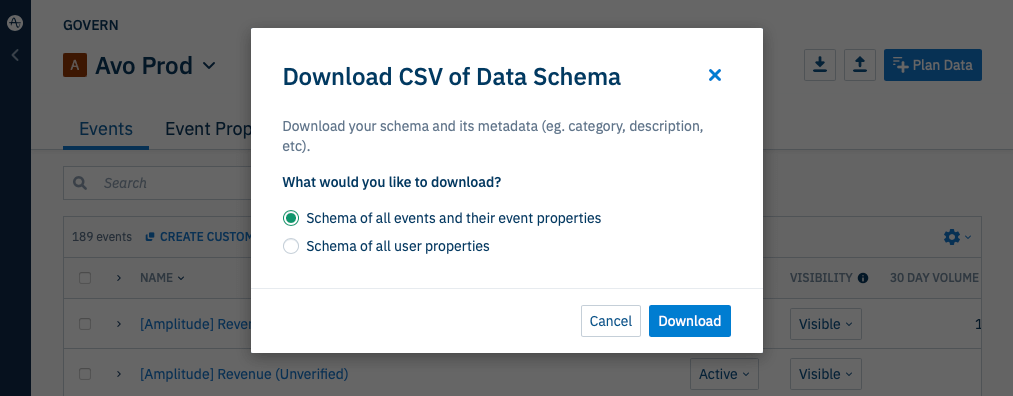 GOVERN
A
Avo Prod
Plan Data
Events
Event Prop
Search
189 events
CREATE CUSTOM
NAME
VISIBILITY
30 DAY VOLUME
[Amplitude] Reven
Visible
1
[Amplitude] Revenue (Unverified)
Active
Visible
Download CSV of Data Schema
Download your schema and its metadata (eg. category, description,
etc).
What would you like to download?
Schema of all events and their event properties
Schema of all user properties
Cancel
Download